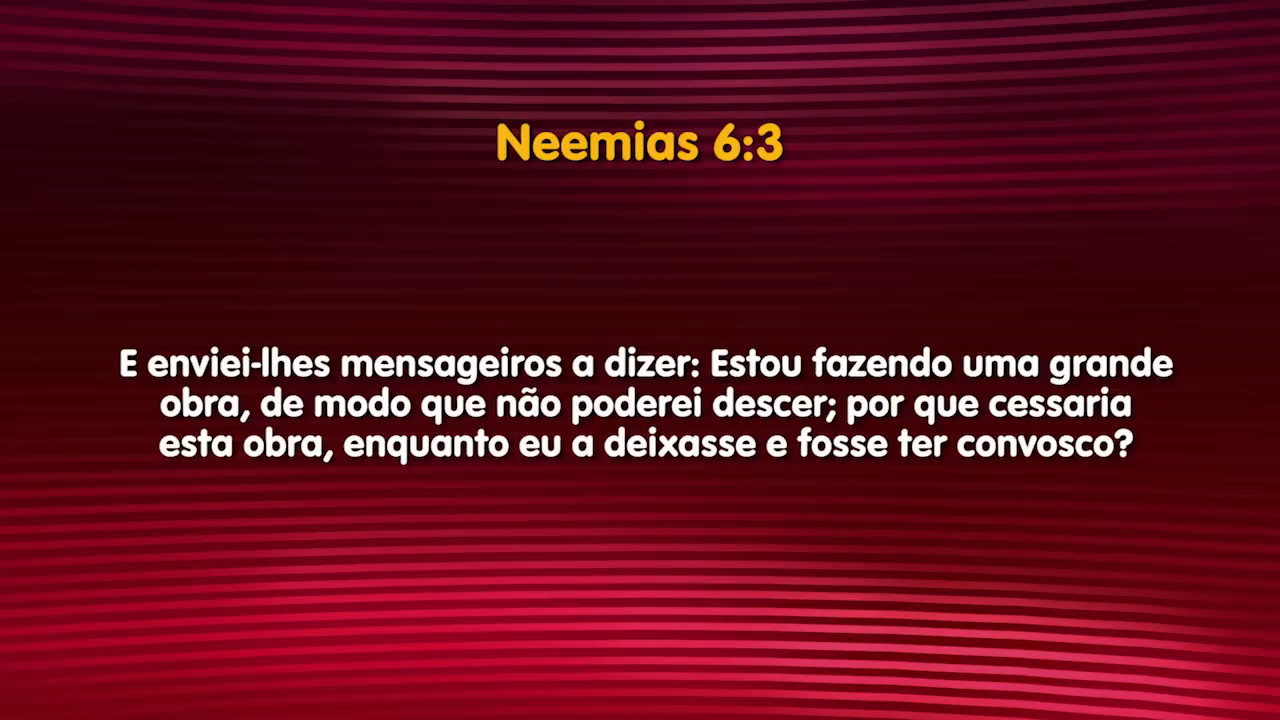 Neemias 6:3
E enviei-lhes mensageiros a dizer: Estou fazendo uma grande
obra, de modo que não poderei descer; por que cessaria
esta obra, enquanto eu a deixasse e fosse ter convosco?